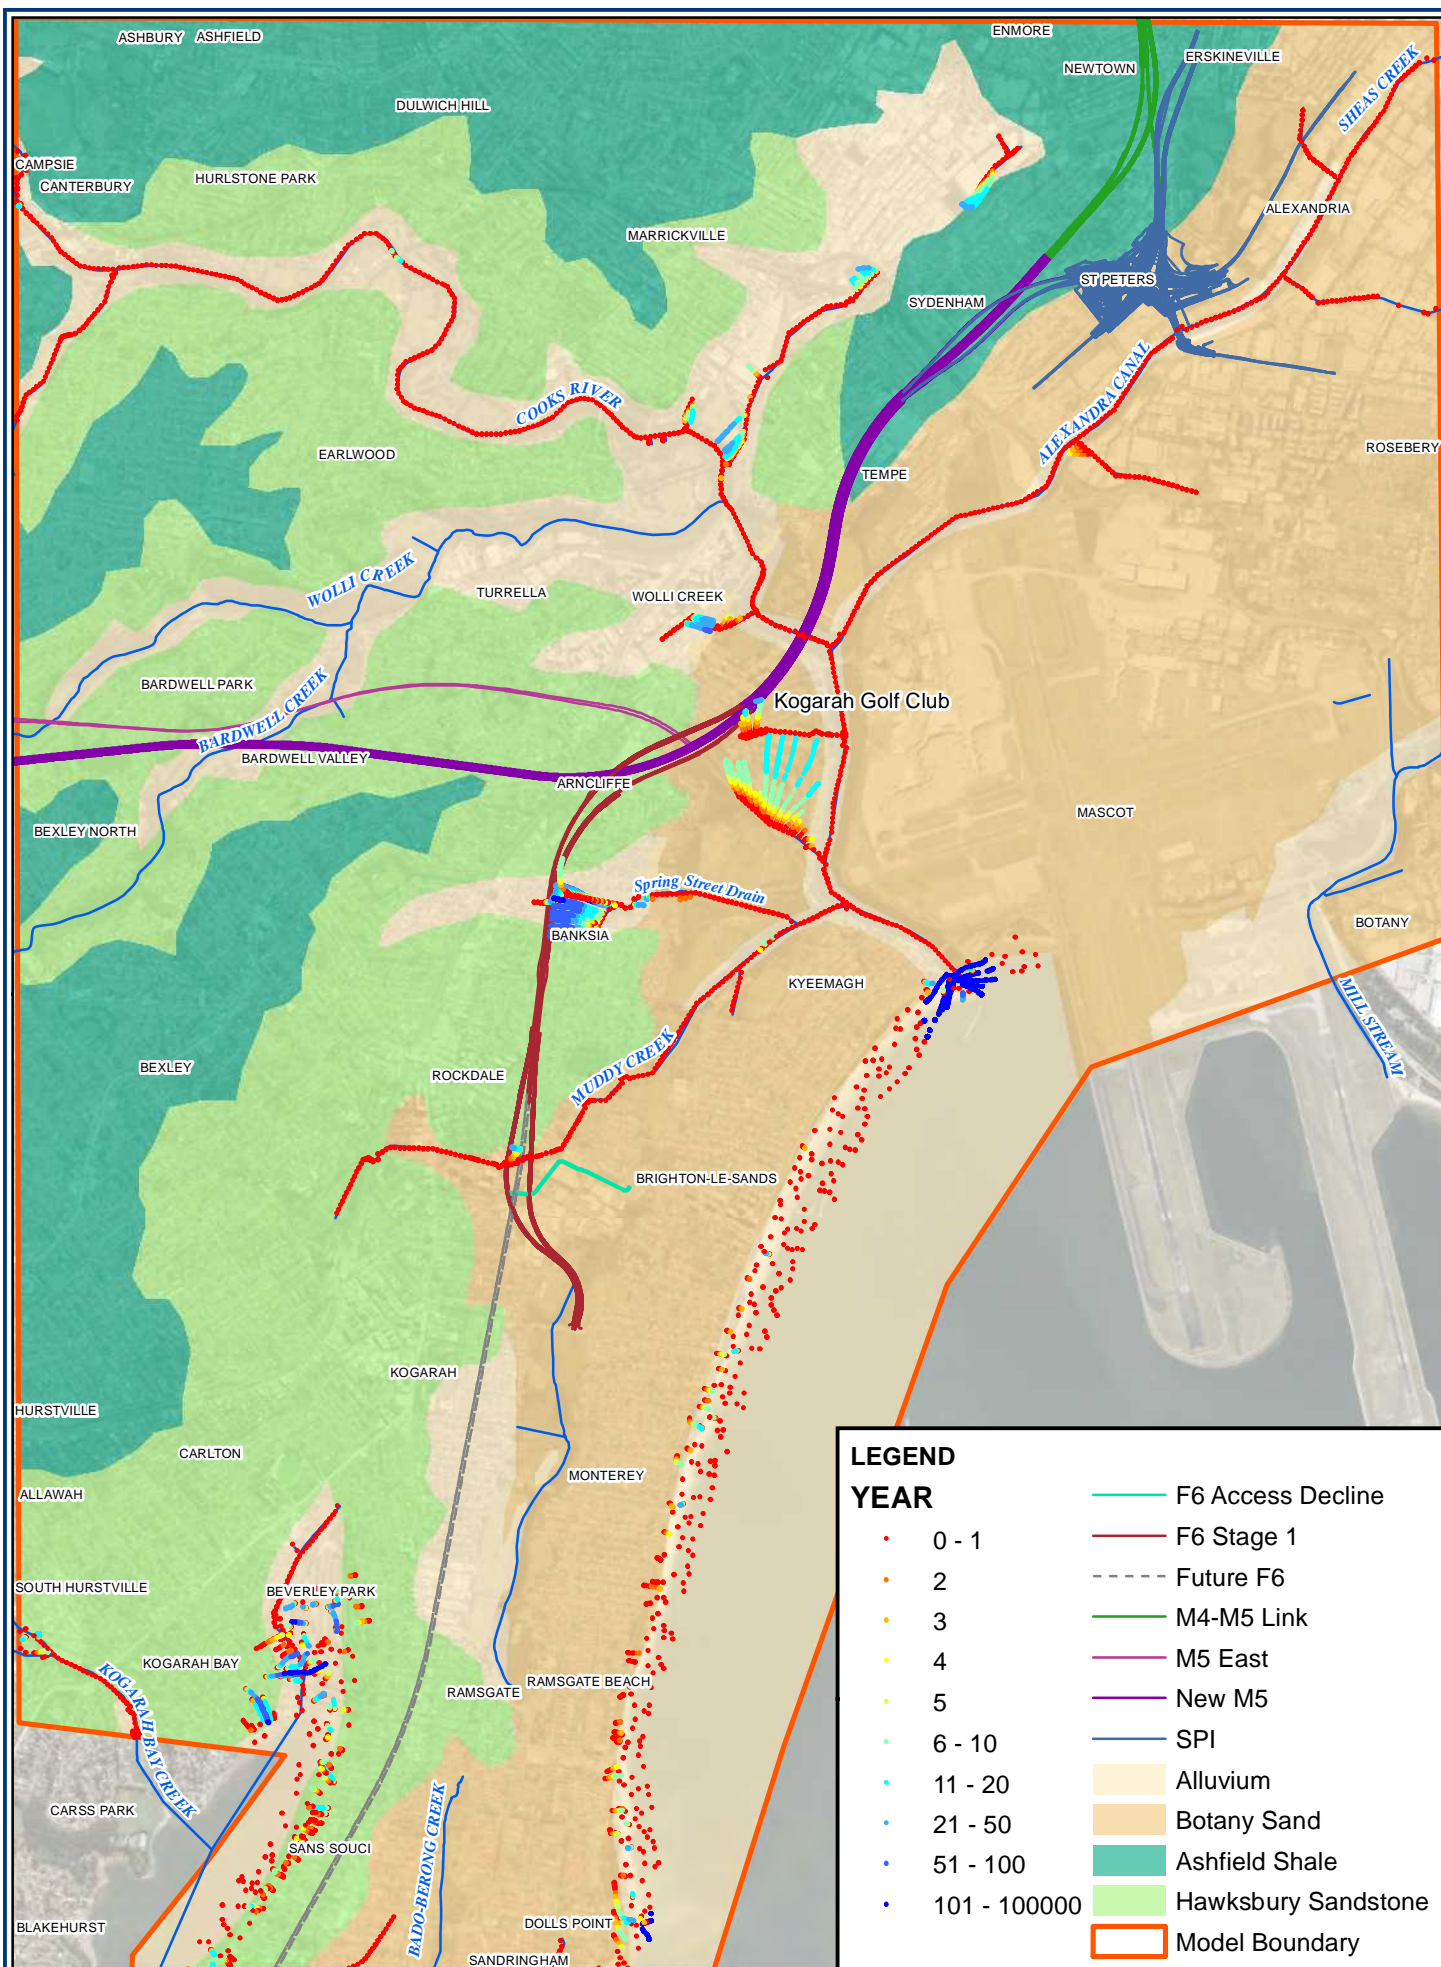 ASHBURY
ASHFIELD
ENMORE
NEWTOWN
ERSKINEVILLE
SHEAS CREEK
DULWICH HILL
CAMPSIE
CANTERBURY
HURLSTONE PARK
ALEXANDRIA
MARRICKVILLE
ST PETERS
SYDENHAM
COOKS RIVER
ALEXANDRA CANAL
EARLWOOD
ROSEBERY
TEMPE
WOLLI CREEK
TURRELLA
WOLLI CREEK
BARDWELL PARK
BARDWELL CREEK
Kogarah Golf Club
BARDWELL VALLEY
ARNCLIFFE
MASCOT
BEXLEY NORTH
Spring Street Drain
BOTANY
BANKSIA
KYEEMAGH
MILL STREAM
BEXLEY
ROCKDALE
MUDDY CREEK
BRIGHTON-LE-SANDS
KOGARAH
HURSTVILLE
CARLTON
MONTEREY
ALLAWAH
SOUTH HURSTVILLE
BEVERLEY PARK
KOGARAH BAY
KOGARAH BAY CREEK
RAMSGATE
RAMSGATE BEACH
CARSS PARK
SANS SOUCI
BADO-BERONG CREEK
BLAKEHURST
DOLLS POINT
SANDRINGHAM
LEGEND
YEAR
0 - 1
2
3
4
5
6 - 10
11 - 20
21 - 50
51 - 100
101 - 100000
F6 Access Decline
F6 Stage 1
Future F6
M4-M5 Link
M5 East
New M5
SPI
Alluvium
Botany Sand
Ashfield Shale
Hawksbury Sandstone
Model Boundary